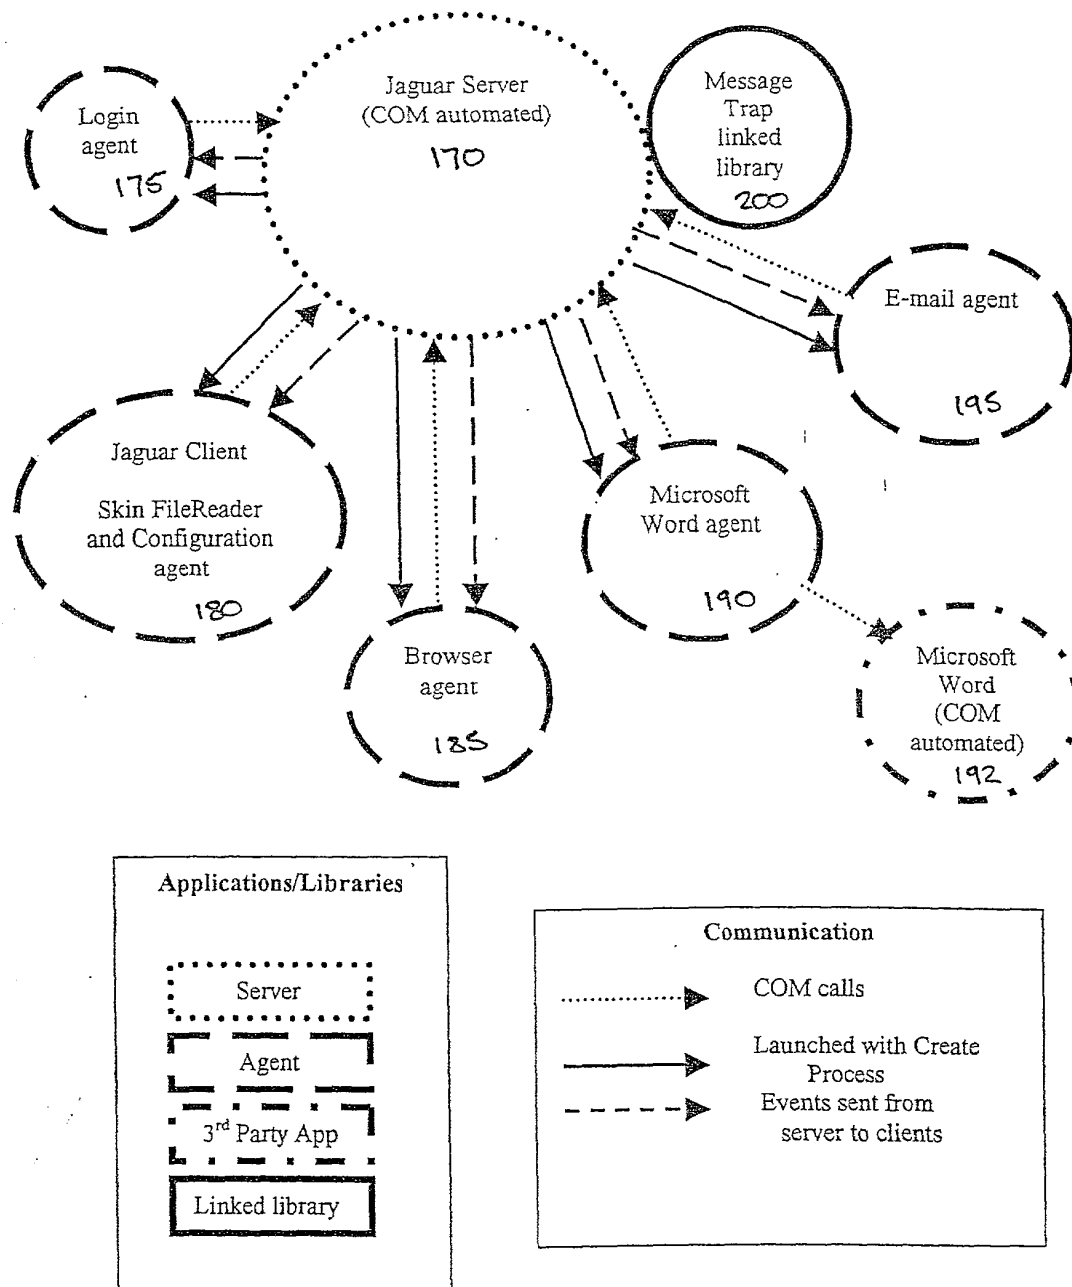 Login
agent
175
Jaguar Server
(COM automated)
170
Message
Trap
linked
library
200
E-mail agent
195
Jaguar Client
Skin FileReader
and Configuration
agent
180
Microsoft
Word agent
190
Browser
agent
185
Microsoft
Word
(COM
automated)
192
Applications/Libraries
Server
Agent
3rd Party App
Linked library
Communication
COM calls
Launched with Create
Process
Events sent from
server to clients